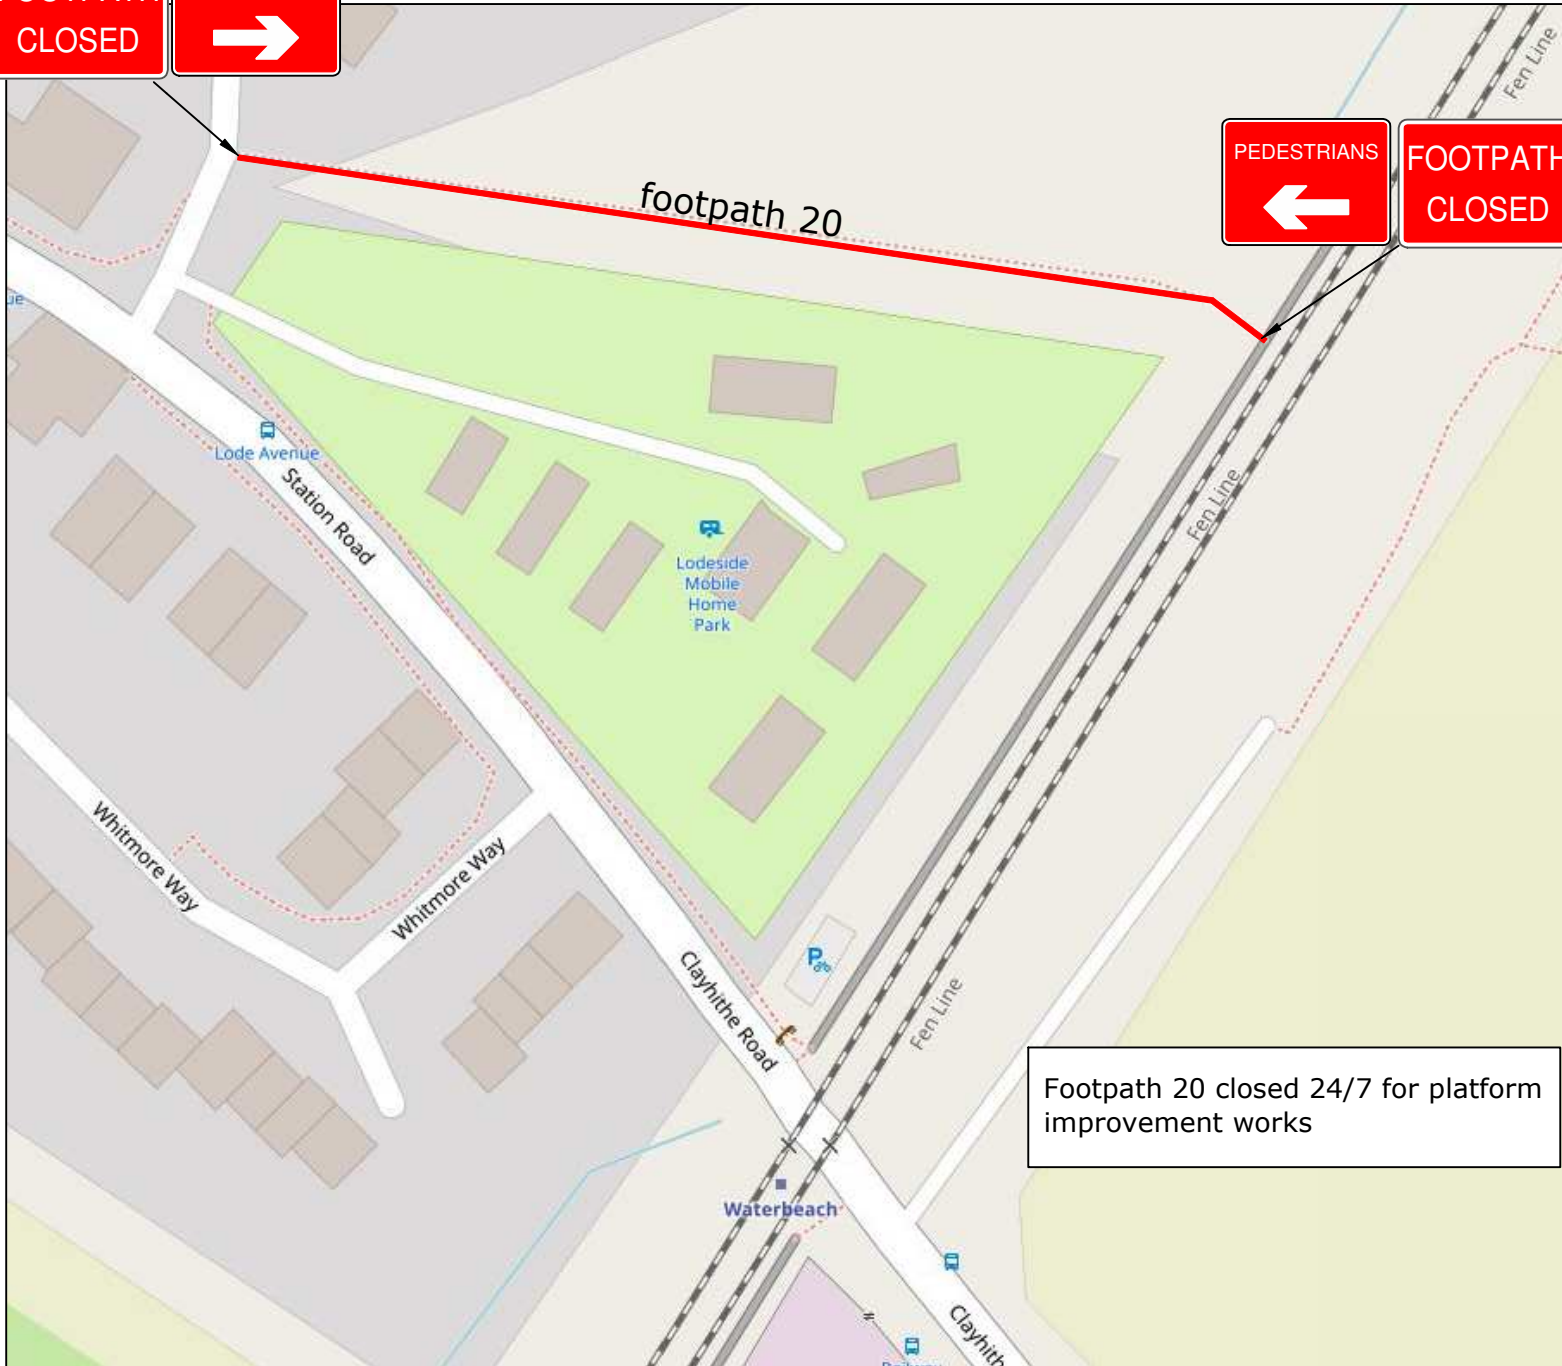 CLOSED
PEDESTRIANS
FOOTPATH
CLOSED
Fen Line
footpath 20
Lode Avenue
Station Road
Lodeside
Mobile
Home
Park
Fen Line
Whitmore Way
Whitmore Way
Clayhithe Road
Fen Line
Footpath 20 closed 24/7 for platform
improvement works
Waterbeach
Clayhith